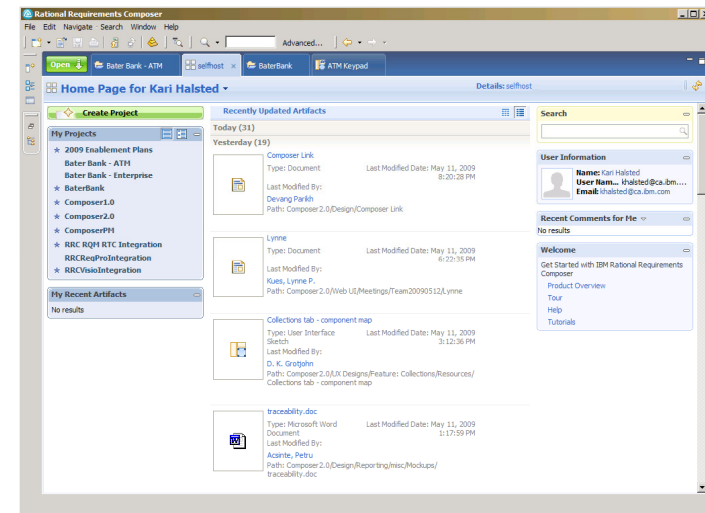 Rational Requirements Composer
File Edit Navigate Search Window Help
Advanced...
Open
Bater Bank - ATM
selfhost
BaterBank
ATM Keypad
Home Page for Kari Halsted
Details: selfhost
Create Project
My Projects
2009 Enablement Plans
Bater Bank - ATM
Bater Bank - Enterprise
BaterBank
Composer1.0
Composer2.0
ComposerPM
RRC RQM RTC Integration
RRCReqProIntegration
RRCVisioIntegration
My Recent Artifacts
No results
Recently Updated Artifacts
Today (31)
Yesterday (19)
Composer Link
Type: Document Last Modified Date: May 11, 2009
8:20:28 PM
Last Modified By:
Devang Parikh
Path: Composer2.0/Design/Composer Link
Lynne
Type: Document Last Modified Date: May 11, 2009
6:22:35 PM
Last Modified By:
Kues, Lynne P.
Path: Composer2.0/Web UI/Meetings/Team20090512/Lynne
Collections tab - component map
Type: User Interface Last Modified Date: May 11, 2009
Sketch 3:12:36 PM
Last Modified By:
D. K. Grotjohn
Path: Composer2.0/UX Designs/Feature: Collections/Resources/
Collections tab - component map
traceability.doc
Type: Microsoft Word Last Modified Date: May 11, 2009
Document 1:17:59 PM
Last Modified By:
Acsinte, Petru
Path: Composer2.0/Design/Reporting/misc/Mockups/
traceability.doc
Search
User Information
Name: Kari Halsted
User Nam... khalsted@ca.ibm....
Email: khalsted@ca.ibm.com
Recent Comments for Me
No results
Welcome
Get Started with IBM Rational Requirements
Composer
Product Overview
Tour
Help
Tutorials